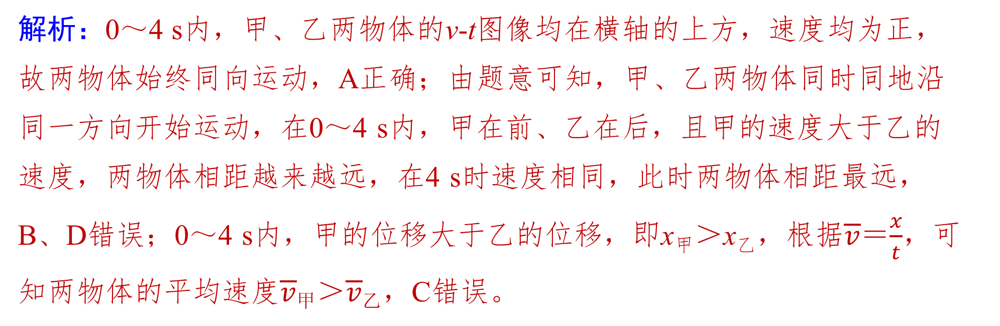 解析：0～4 s内，甲、乙两物体的v-t图像均在横轴的上方，速度均为正，
故两物体始终同向运动，A正确；由题意可知，甲、乙两物体同时同地沿
同一方向开始运动，在0～4 s内，甲在前、乙在后，且甲的速度大于乙的
速度，两物体相距越来越远，在4 s时速度相同，此时两物体相距最远，
B、D错误；0～4 s内，甲的位移大于乙的位移，即x甲＞x乙，根据v̅＝x/t，可
知两物体的平均速度v̅甲＞v̅乙，C错误。